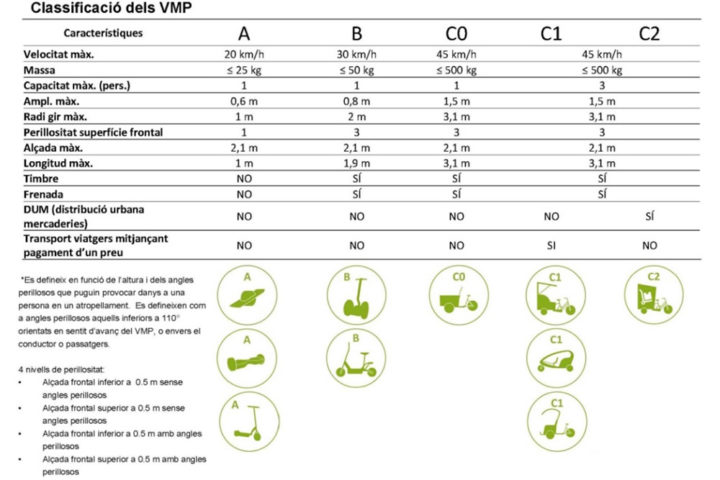 Classificació dels VMP
Característiques A B C0 C1 C2
Velocitat màx. 20 km/h 30 km/h 45 km/h 45 km/h
Massa ≤ 25 kg ≤ 50 kg ≤ 500 kg ≤ 500 kg
Capacitat màx. (pers.) 1 1 1 3
Ampl. màx. 0,6 m 0,8 m 1,5 m 1,5 m
Radi gir màx. 1 m 2 m 3,1 m 3,1 m
Perillositat superfície frontal 1 3 3 3
Alçada màx. 2,1 m 2,1 m 2,1 m 2,1 m
Longitud màx. 1 m 1,9 m 3,1 m 3,1 m
Timbre NO SÍ SÍ SÍ
Frenada NO SÍ SÍ SÍ
DUM (distribució urbana
mercaderies) NO NO NO NO SÍ
Transport viatgers mitjançant
pagament d'un preu NO NO NO SI NO
*Es defineix en funció de l'altura i dels angles
perillosos que puguin provocar danys a una
persona en un atropellament. Es defineixen com
a angles perillosos aquells inferiors a 110°
orientats en sentit d'avanç del VMP, o envers el
conductor o passatgers.
4 nivells de perillositat:
• Alçada frontal inferior a 0.5 m sense
angles perillosos
• Alçada frontal superior a 0.5 m sense
angles perillosos
• Alçada frontal inferior a 0.5 m amb angles
perillosos
• Alçada frontal superior a 0.5 m amb angles
perillosos
A B C0 C1 C2
A B C1
A C1